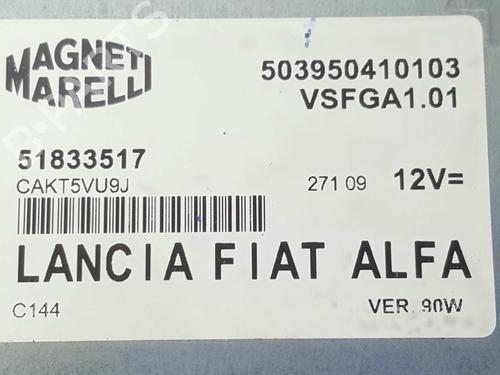 MAGNETI
MARELLI
503950410103
VSFGA1.01
51833517
CAKT5VU9J
271 09
12V=
LANCIA FIAT ALFA
C144
VER 90W